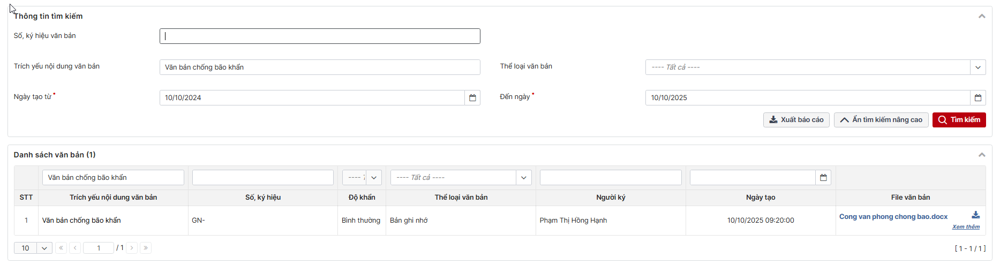 Thông tin tìm kiếm
Số, ký hiệu văn bản
Trích yếu nội dung văn bản Văn bản chống bão khẩn Thể loại văn bản ---- Tất cả ----
Ngày tạo từ * 10/10/2024 Đến ngày * 10/10/2025
Xuất báo cáo Ẩn tìm kiếm nâng cao Tìm kiếm
Danh sách văn bản (1)
Văn bản chống bão khẩn ---- ---- Tất cả ----
STT Trích yếu nội dung văn bản Số, ký hiệu Độ khẩn Thể loại văn bản Người ký Ngày tạo File văn bản
1 Văn bản chống bão khẩn GN- Bình thường Bản ghi nhớ Phạm Thị Hồng Hạnh 10/10/2025 09:20:00 Cong van phong chong bao.docx
Xem thêm
10 « ‹ 1 / 1 › » [ 1 - 1 / 1 ]